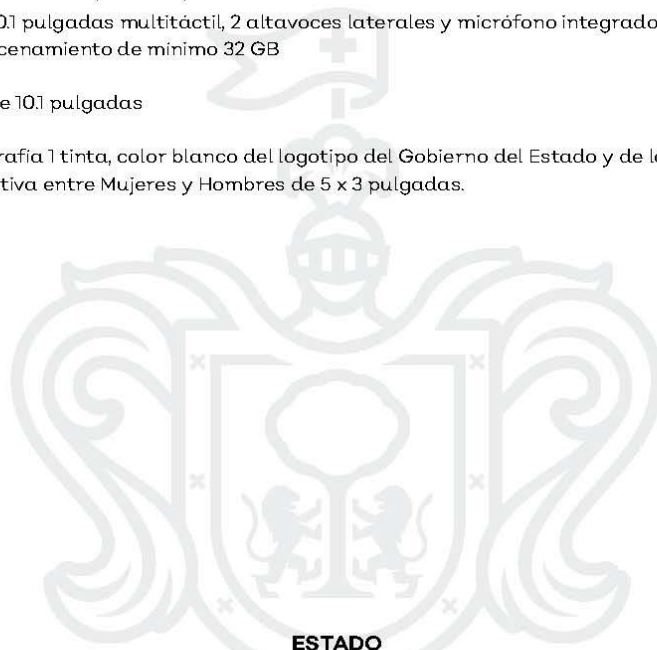 0.1 pulgadas multitáctil, 2 altavoces laterales y micrófono integrado
cenamiento de mínimo 32 GB
e 10.1 pulgadas
rafía 1 tinta, color blanco del logotipo del Gobierno del Estado y de l
tiva entre Mujeres y Hombres de 5 x 3 pulgadas.
ESTADO